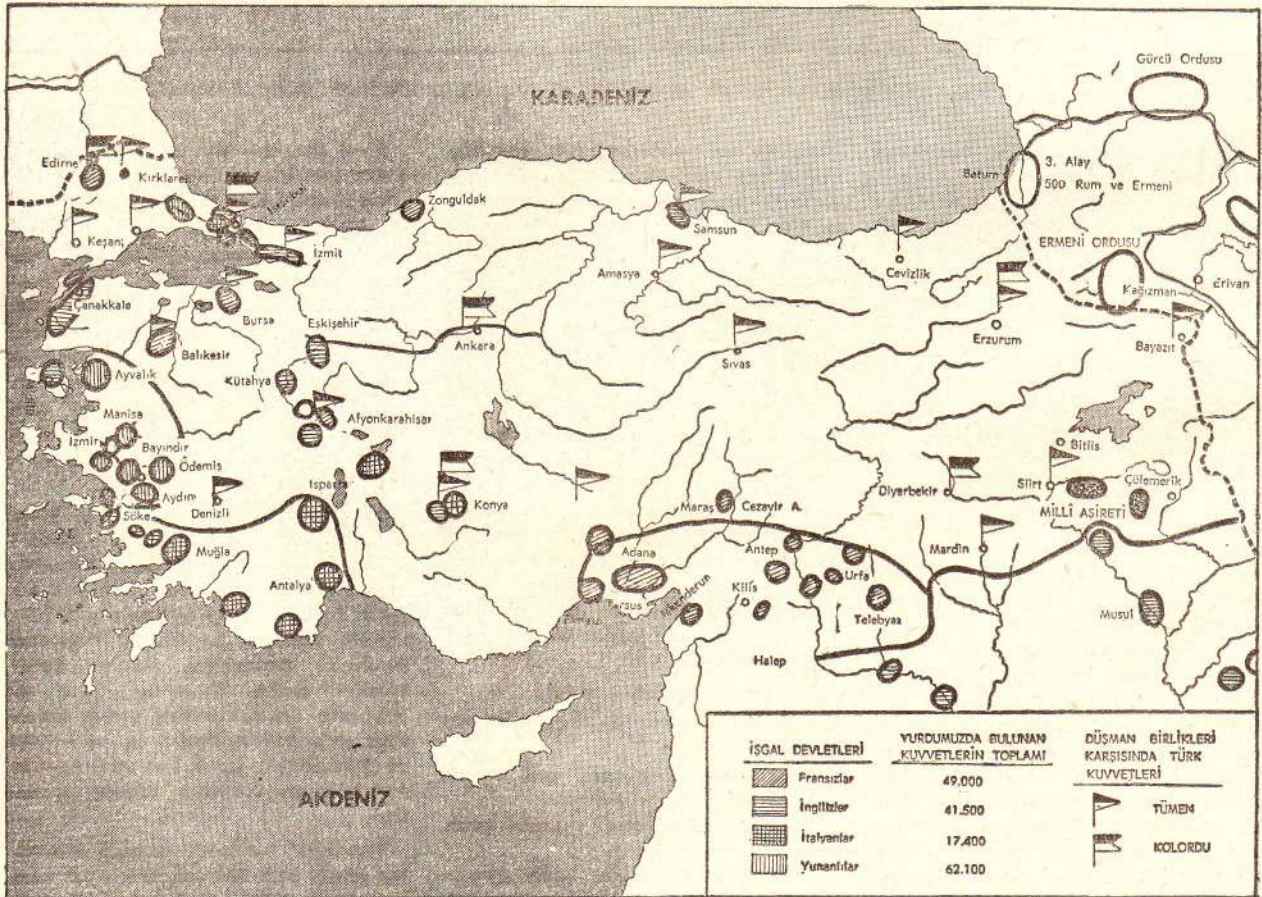 Gürcü Ordusu
KARADENİZ
Edirne
Kırklareli
Batum
3. Alay
500 Rum ve Ermeni
Zonguldak
Samsun
Keşan
İzmit
Cevizlik
ERMENİ ORDUSU
Amasya
Kağızman
Erivan
Çanakkale
Bursa
Eskişehir
Ankara
Erzurum
Bayazıt
Balıkesir
Sıvas
Kütahya
Ayvalık
Afyonkarahisar
Manisa
İzmir
Bayındır
Ödemiş
Bitlis
Isparta
Konya
Diyarbekir
Siirt
Çölemerik
Aydın
Denizli
Maraş
Cezayir A.
MİLLİ AŞİRETİ
Söke
Muğla
Adana
Antep
Urfa
Mardin
Antalya
Tarsus
İskenderun
Kilis
Telebyaz
Musul
Halep
AKDENİZ
İŞGAL DEVLETLERİ
YURDUMUZDA BULUNAN
KUVVETLERİN TOPLAMI
DÜŞMAN BİRLİKLERİ
KARŞISINDA TÜRK
KUVVETLERİ
Fransızlar 49.000
İngilizler 41.500
İtalyanlar 17.400
Yunanlılar 62.100
TÜMEN
KOLORDU